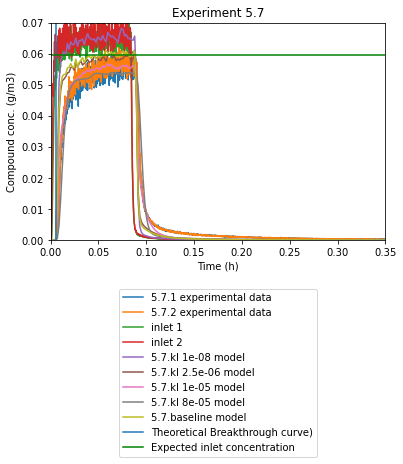 Experiment 5.7
Compound conc. (g/m3)
0.07
0.06
0.05
0.04
0.03
0.02
0.01
0.00
0.00 0.05 0.10 0.15 0.20 0.25 0.30 0.35
Time (h)
5.7.1 experimental data
5.7.2 experimental data
inlet 1
inlet 2
5.7.kl 1e-08 model
5.7.kl 2.5e-06 model
5.7.kl 1e-05 model
5.7.kl 8e-05 model
5.7.baseline model
Theoretical Breakthrough curve)
Expected inlet concentration